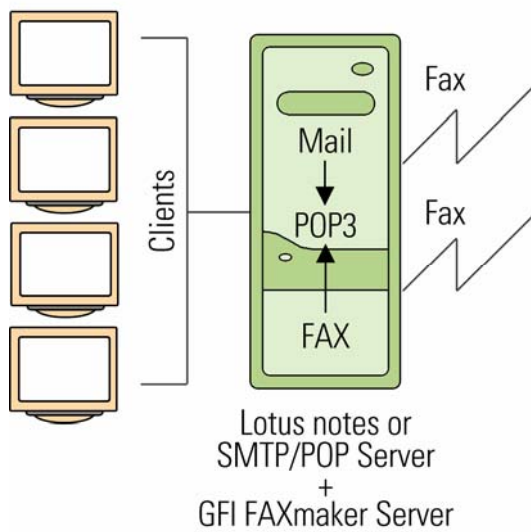 Clients
Mail
POP3
FAX
Fax
Fax
Lotus notes or
SMTP/POP Server
+
GFI FAXmaker Server